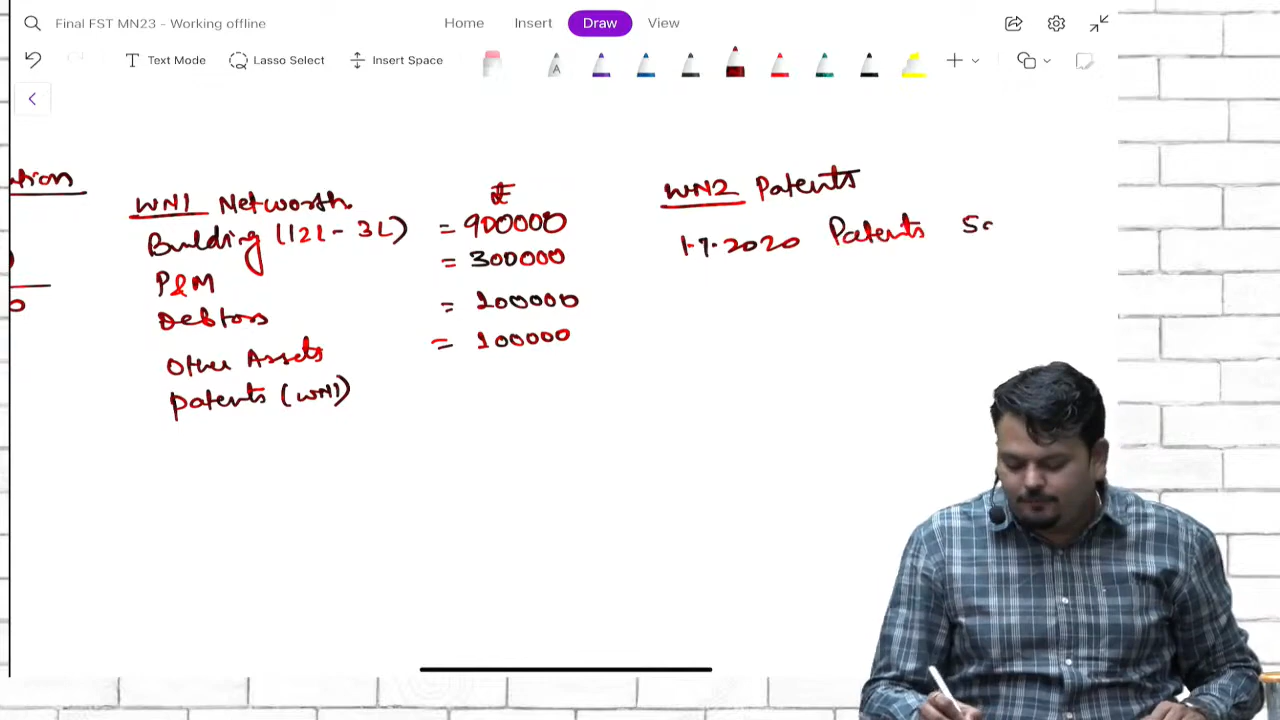 Final FST MN23 - Working offline
Home Insert Draw View
Text Mode Lasso Select Insert Space
ation
WN1 Networth
₹
Building (12L - 3L) = 900000
P&M = 300000
Debtors = 200000
Other Assets = 100000
Patents (WN1)
WN2 Patents
1.7.2020 Patents